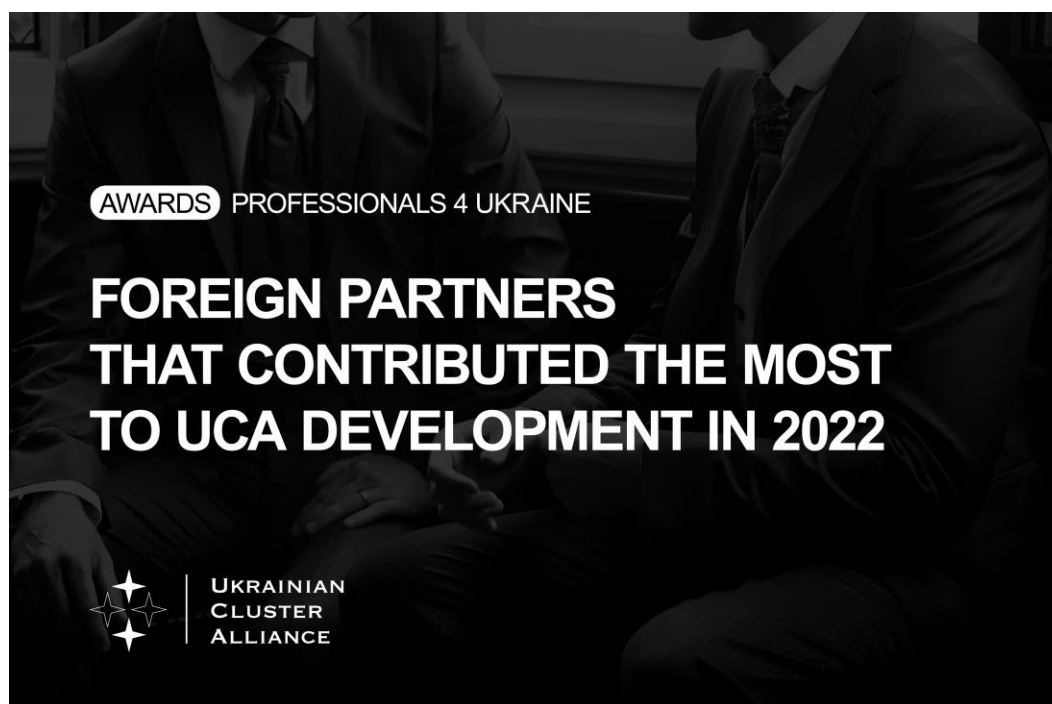 AWARDS PROFESSIONALS 4 UKRAINE
FOREIGN PARTNERS
THAT CONTRIBUTED THE MOST
TO UCA DEVELOPMENT IN 2022
UKRAINIAN
CLUSTER
ALLIANCE